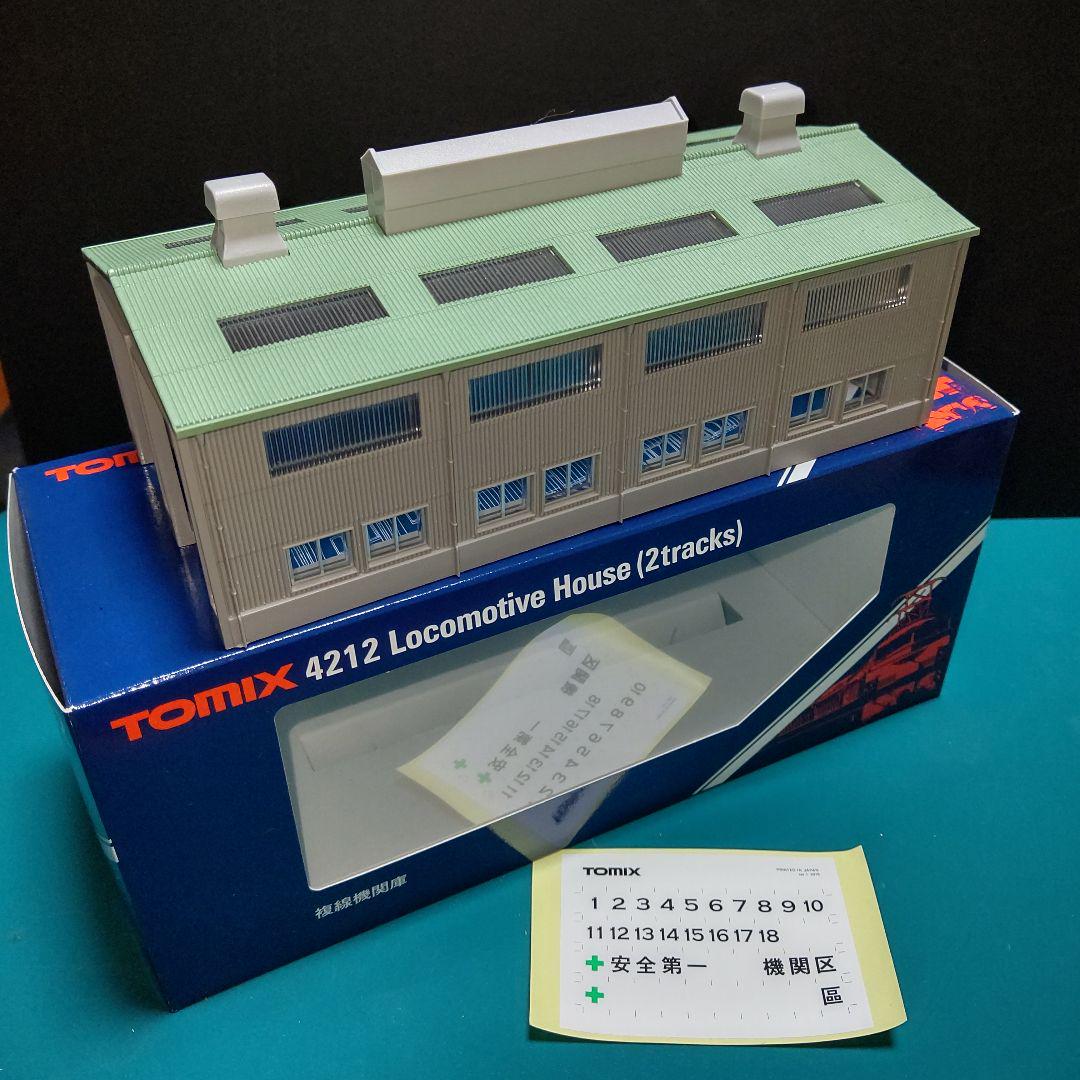 TOM
TOMIX 4212 Locomotive House (2tracks)
複線機関庫
TOMIX
1 2 3 4 5 6 7 8 9 10
11 12 13 14 15 16 17 18
安全第一 機関区
區